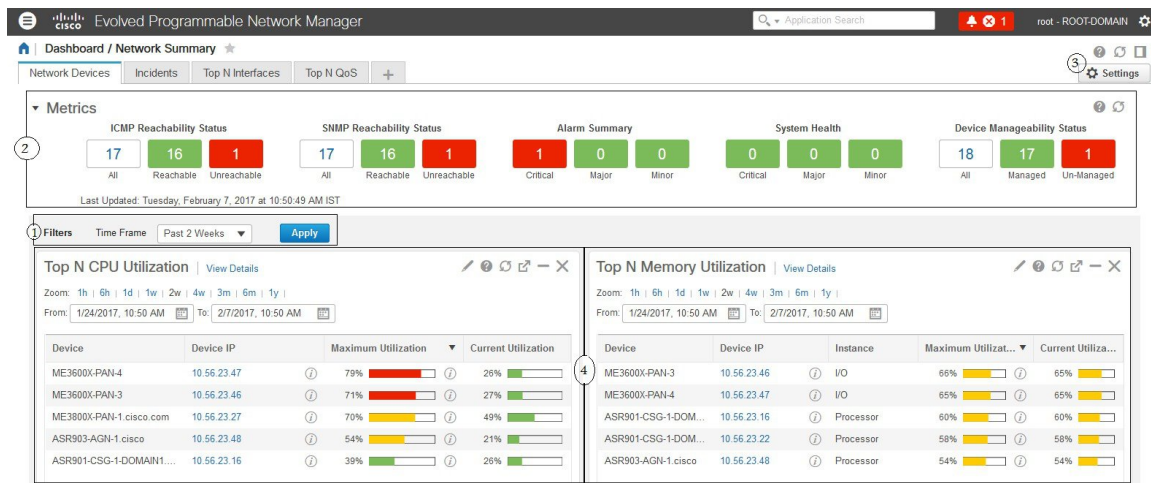 cisco Evolved Programmable Network Manager Application Search 1 root - ROOT-DOMAIN
Dashboard / Network Summary
Network Devices Incidents Top N Interfaces Top N QoS + 3 Settings
Metrics
2
ICMP Reachability Status SNMP Reachability Status Alarm Summary System Health Device Manageability Status
17 16 1 17 16 1 1 0 0 0 0 0 18 17 1
All Reachable Unreachable All Reachable Unreachable Critical Major Minor Critical Major Minor All Managed Un-Managed
Last Updated: Tuesday, February 7, 2017 at 10:50:49 AM IST
1 Filters Time Frame Past 2 Weeks Apply
Top N CPU Utilization | View Details
Zoom: 1h | 6h | 1d | 1w | 2w | 4w | 3m | 6m | 1y |
From: 1/24/2017, 10:50 AM To: 2/7/2017, 10:50 AM
Device Device IP Maximum Utilization Current Utilization
ME3600X-PAN-4 10.56.23.47 79% 26%
ME3600X-PAN-3 10.56.23.46 71% 27%
ME3800X-PAN-1.cisco.com 10.56.23.27 70% 49%
ASR903-AGN-1.cisco 10.56.23.48 54% 21%
ASR901-CSG-1-DOMAIN1.... 10.56.23.16 39% 26%
4
Top N Memory Utilization | View Details
Zoom: 1h | 6h | 1d | 1w | 2w | 4w | 3m | 6m | 1y |
From: 1/24/2017, 10:50 AM To: 2/7/2017, 10:50 AM
Device Device IP Instance Maximum Utilizat... Current Utiliza...
ME3600X-PAN-3 10.56.23.46 I/O 66% 65%
ME3600X-PAN-4 10.56.23.47 I/O 65% 65%
ASR901-CSG-1-DOM... 10.56.23.16 Processor 60% 60%
ASR901-CSG-1-DOM... 10.56.23.22 Processor 58% 58%
ASR903-AGN-1.cisco 10.56.23.48 Processor 54% 54%